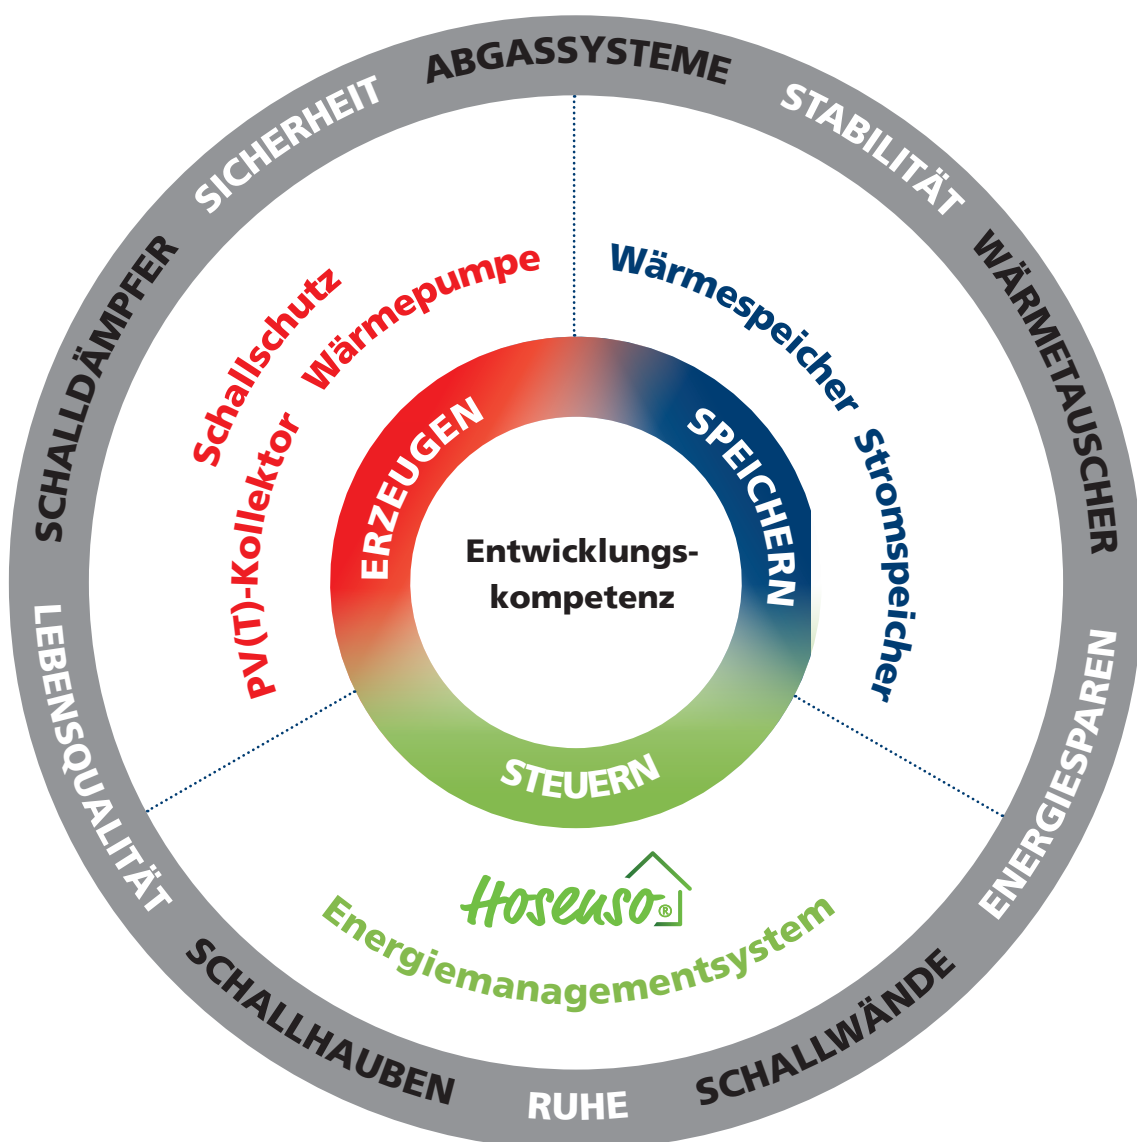 ABGASSYSTEME
STABILITÄT
WÄRMETAUSCHER
ENERGIESPAREN
SCHALLWÄNDE
RUHE
SCHALLHAUBEN
LEBENSQUALITÄT
SCHALLDÄMPFER
SICHERHEIT
Schallschutz
PV(T)-Kollektor
Wärmepumpe
Wärmespeicher
Stromspeicher
ERZEUGEN
SPEICHERN
STEUERN
Entwicklungs-
kompetenz
Hosenso®
Energiemanagementsystem